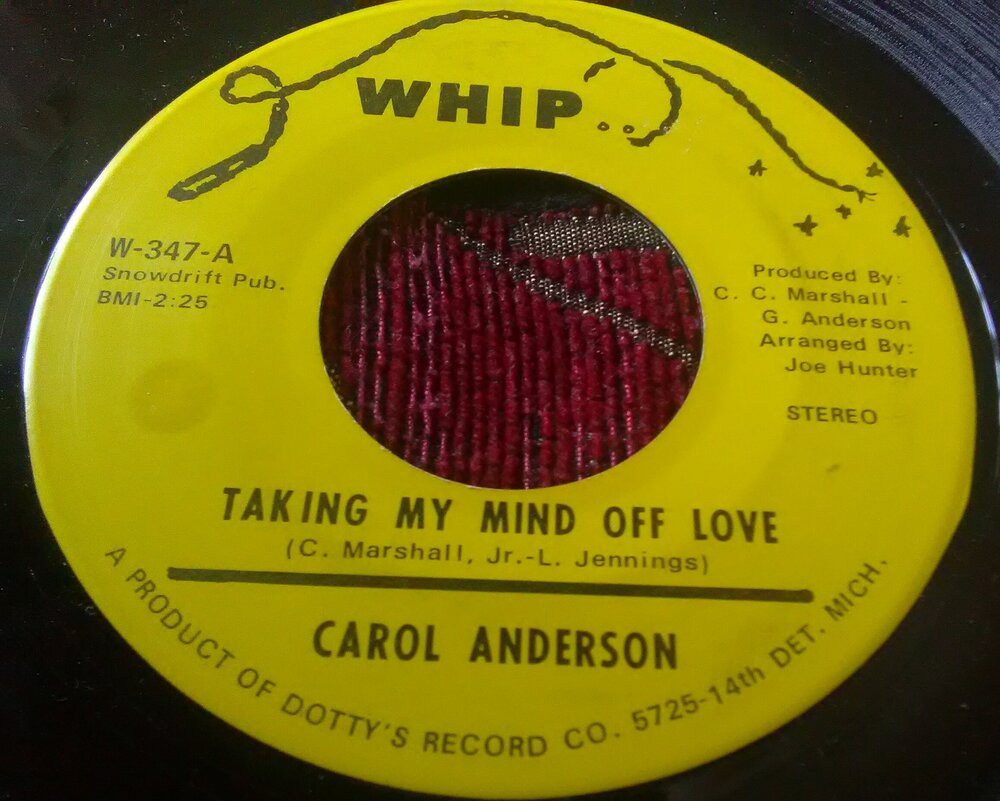 WHIP...
W-347-A
Snowdrift Pub.
BMI-2:25
Produced By:
C. C. Marshall -
G. Anderson
Arranged By:
Joe Hunter
STEREO
TAKING MY MIND OFF LOVE
(C. Marshall, Jr.-L. Jennings)
CAROL ANDERSON
A PRODUCT OF DOTTY'S RECORD CO. 5725-14th DET. MICH.